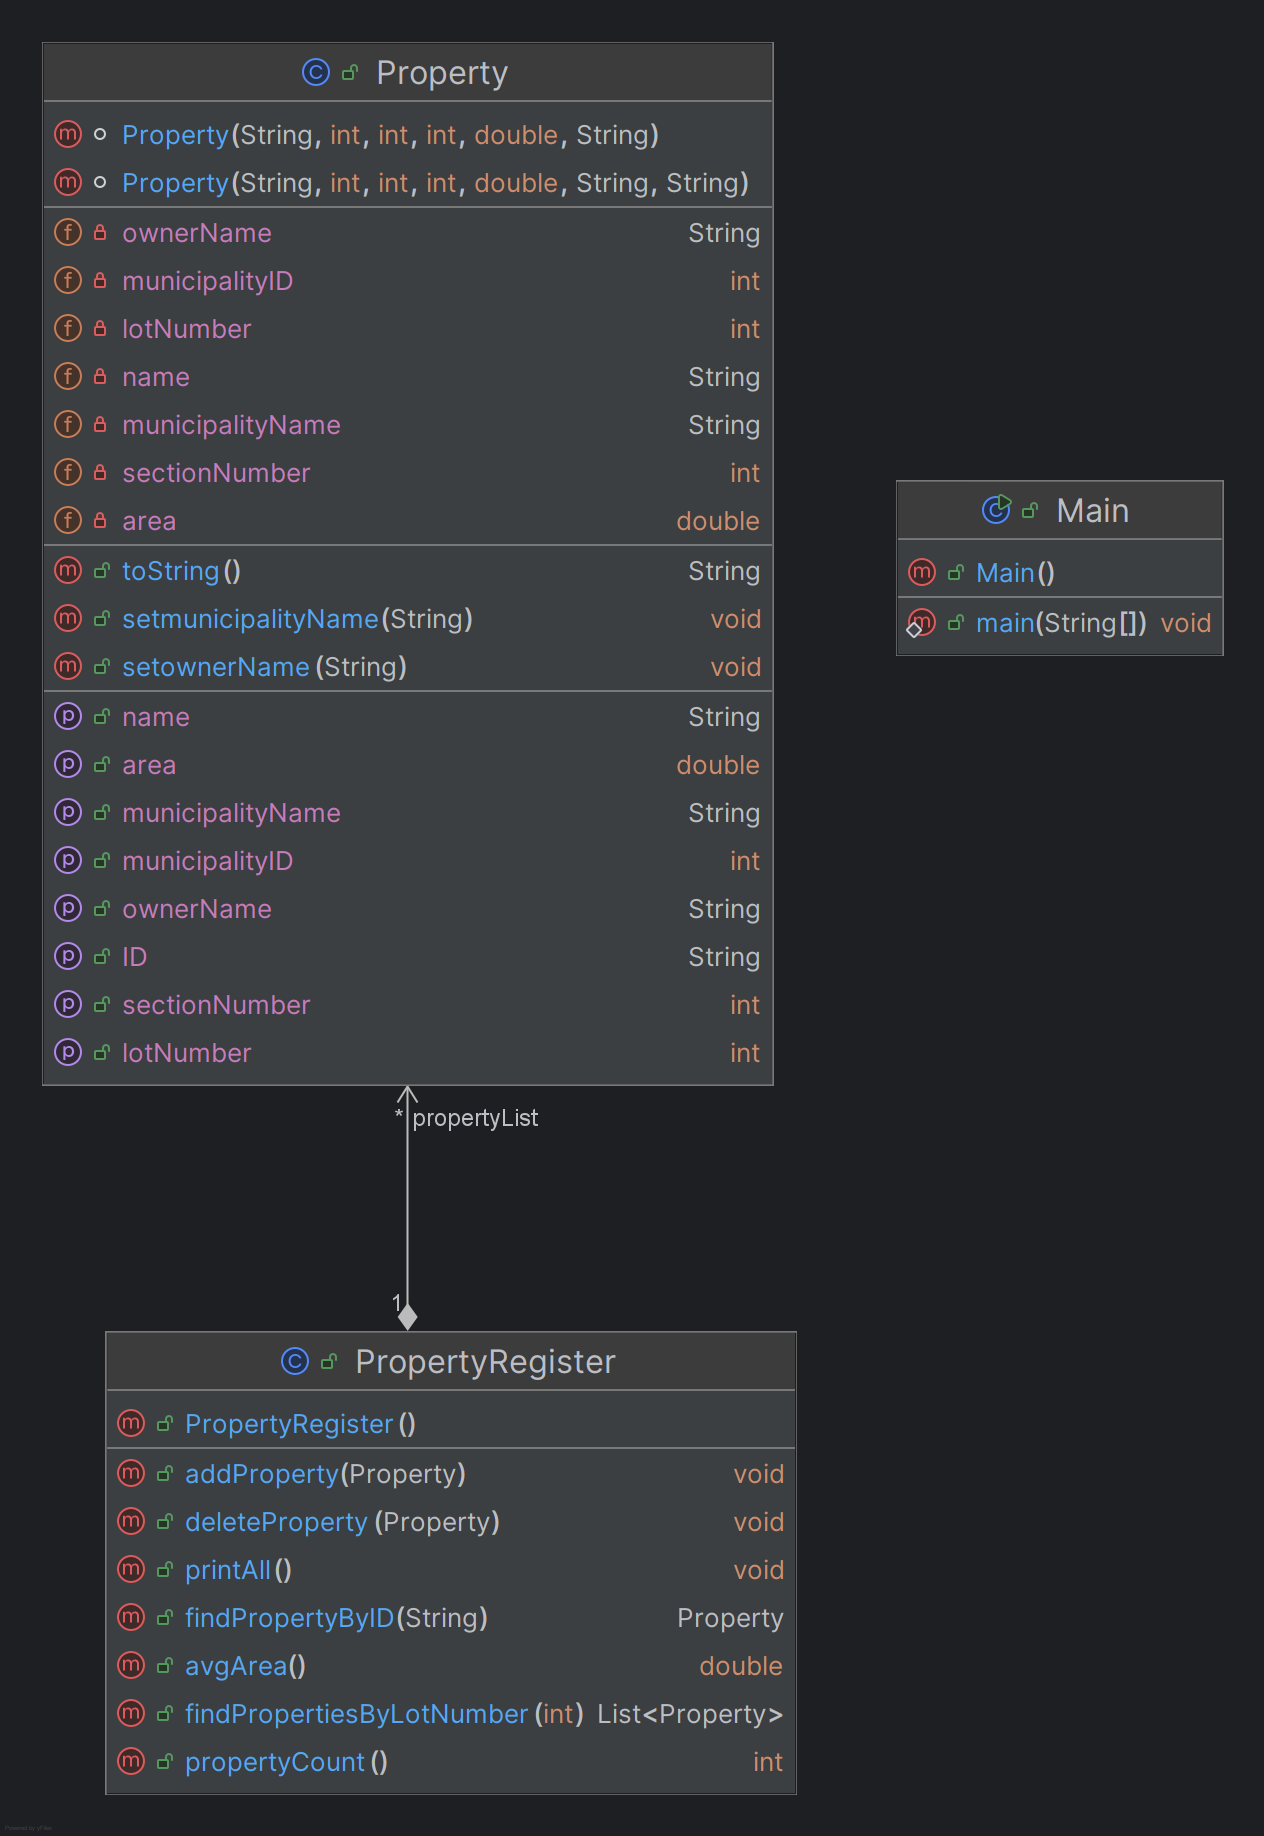 Property
Property(String, int, int, int, double, String)
Property(String, int, int, int, double, String, String)
ownerName String
municipalityID int
lotNumber int
name String
municipalityName String
sectionNumber int
area double
toString() String
setmunicipalityName(String) void
setownerName(String) void
name String
area double
municipalityName String
municipalityID int
ownerName String
ID String
sectionNumber int
lotNumber int
Main
Main()
main(String[]) void
* propertyList
1
PropertyRegister
PropertyRegister()
addProperty(Property) void
deleteProperty(Property) void
printAll() void
findPropertyByID(String) Property
avgArea() double
findPropertiesByLotNumber(int) List<Property>
propertyCount() int
Powered by yFiles